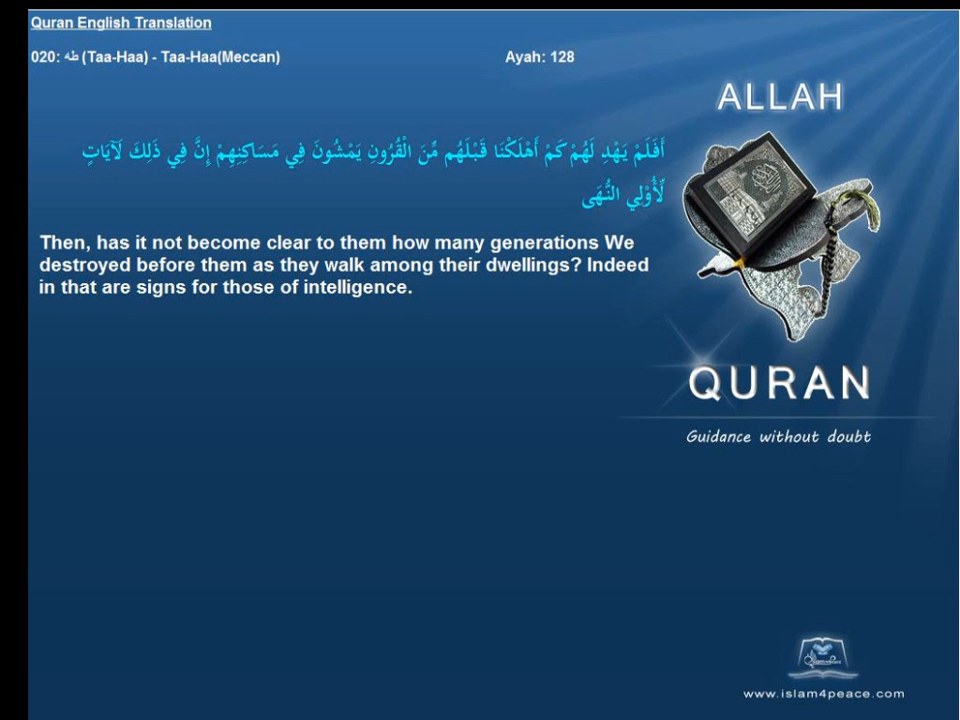 Quran English Translation
020: طه (Taa-Haa) - Taa-Haa(Meccan) Ayah: 128
ALLAH
أَفَلَمْ يَهْدِ لَهُمْ كَمْ أَهْلَكْنَا قَبْلَهُم مِّنَ الْقُرُونِ يَمْشُونَ فِي مَسَاكِنِهِمْ إِنَّ فِي ذَلِكَ لَآيَاتٍ
لِّأُوْلِي النُّهَى
Then, has it not become clear to them how many generations We
destroyed before them as they walk among their dwellings? Indeed
in that are signs for those of intelligence.
QURAN
Guidance without doubt
www.islam4peace.com